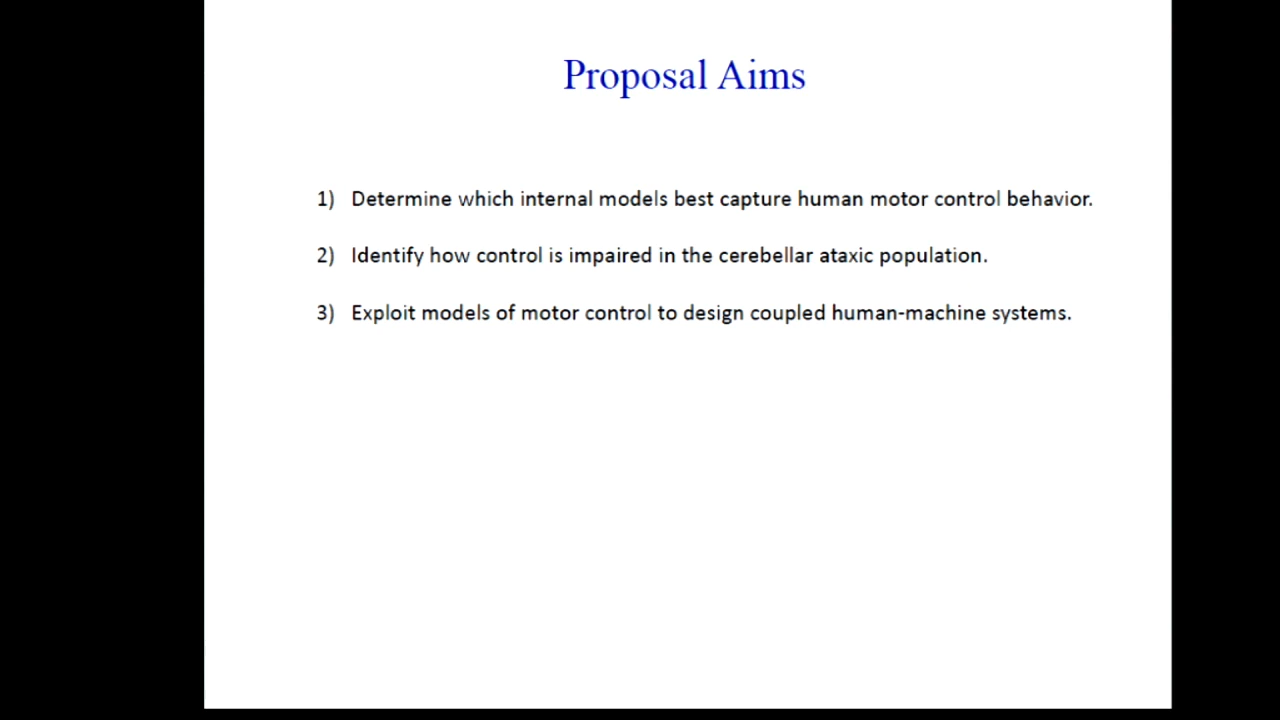 Proposal Aims
1) Determine which internal models best capture human motor control behavior.
2) Identify how control is impaired in the cerebellar ataxic population.
3) Exploit models of motor control to design coupled human-machine systems.